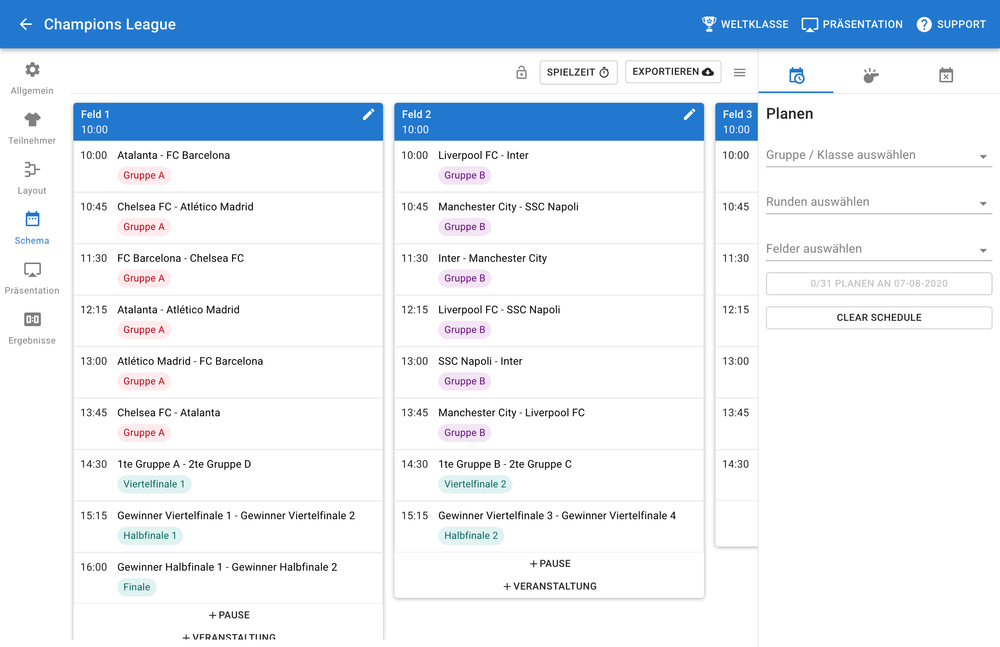 Champions League
WELTKLASSE
PRÄSENTATION
SUPPORT
Allgemein
Teilnehmer
Layout
Schema
Präsentation
Ergebnisse
SPIELZEIT
EXPORTIEREN
Feld 1
10:00
10:00 Atalanta - FC Barcelona
Gruppe A
10:45 Chelsea FC - Atlético Madrid
Gruppe A
11:30 FC Barcelona - Chelsea FC
Gruppe A
12:15 Atalanta - Atlético Madrid
Gruppe A
13:00 Atlético Madrid - FC Barcelona
Gruppe A
13:45 Chelsea FC - Atalanta
Gruppe A
14:30 1te Gruppe A - 2te Gruppe D
Viertelfinale 1
15:15 Gewinner Viertelfinale 1 - Gewinner Viertelfinale 2
Halbfinale 1
16:00 Gewinner Halbfinale 1 - Gewinner Halbfinale 2
Finale
+ PAUSE
+ VERANSTALTUNG
Feld 2
10:00
10:00 Liverpool FC - Inter
Gruppe B
10:45 Manchester City - SSC Napoli
Gruppe B
11:30 Inter - Manchester City
Gruppe B
12:15 Liverpool FC - SSC Napoli
Gruppe B
13:00 SSC Napoli - Inter
Gruppe B
13:45 Manchester City - Liverpool FC
Gruppe B
14:30 1te Gruppe B - 2te Gruppe C
Viertelfinale 2
15:15 Gewinner Viertelfinale 3 - Gewinner Viertelfinale 4
Halbfinale 2
+ PAUSE
+ VERANSTALTUNG
Feld 3
10:00
10:00
10:45
11:30
12:15
13:00
13:45
14:30
Planen
Gruppe / Klasse auswählen
Runden auswählen
Felder auswählen
0/31 PLANEN AN 07-08-2020
CLEAR SCHEDULE